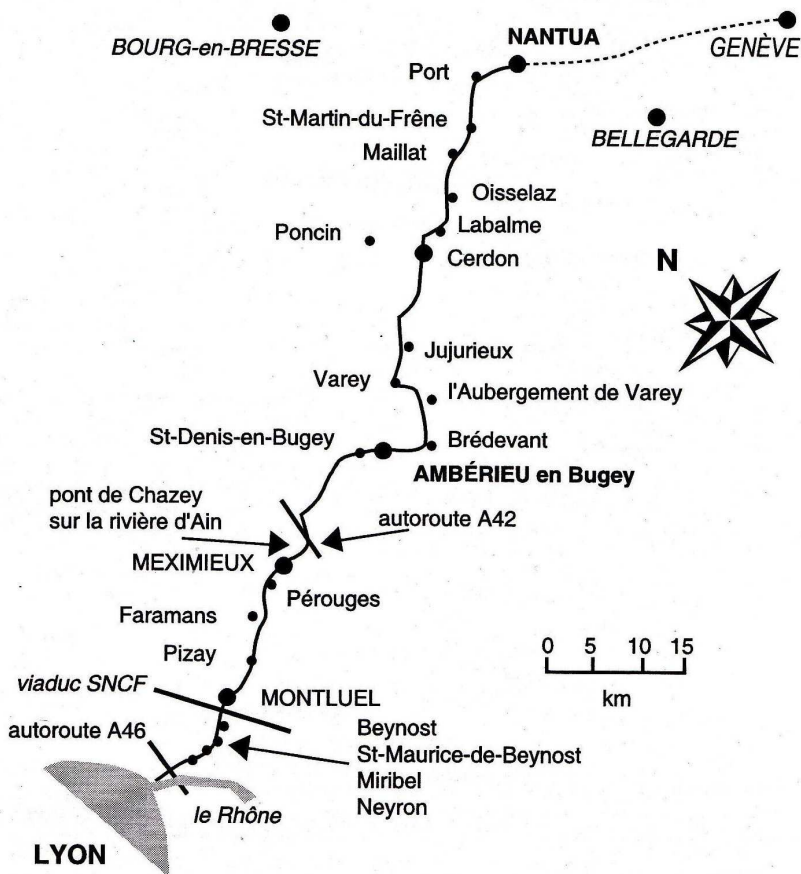 NANTUA
BOURG-en-BRESSE
GENÈVE
Port
St-Martin-du-Frêne
BELLEGARDE
Maillat
Oisselaz
Labalme
Poncin
Cerdon
N
Jujurieux
Varey
l'Aubergement de Varey
St-Denis-en-Bugey
Brédevant
AMBÉRIEU en Bugey
pont de Chazey
sur la rivière d'Ain
autoroute A42
MEXIMIEUX
Pérouges
Faramans
Pizay
0 5 10 15
km
viaduc SNCF
MONTLUEL
autoroute A46
Beynost
St-Maurice-de-Beynost
Miribel
Neyron
le Rhône
LYON